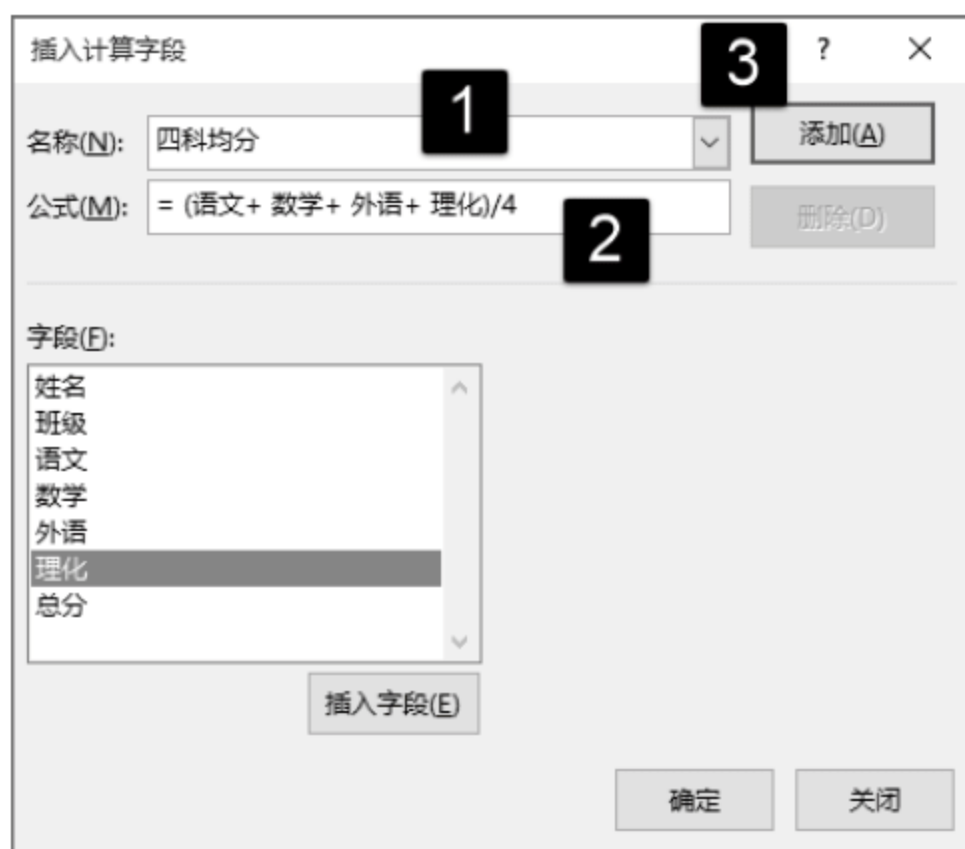 插入计算字段
3
?
×
1
名称(N):
四科均分
添加(A)
公式(M):
= (语文+ 数学+ 外语+ 理化)/4
2
删除(D)
字段(F):
姓名
班级
语文
数学
外语
理化
总分
插入字段(E)
确定
关闭